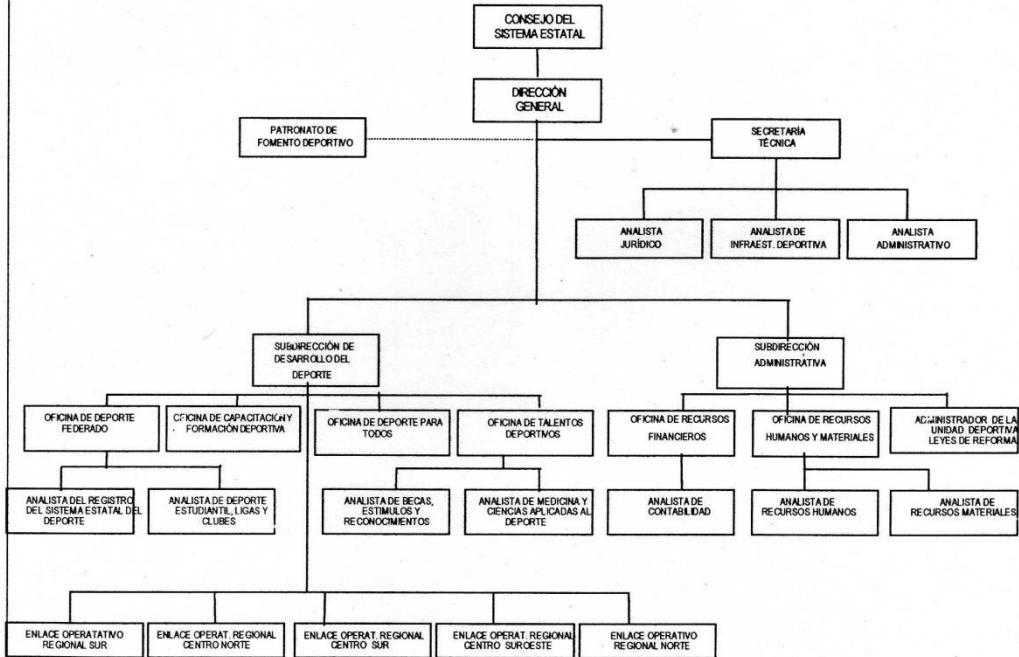 CONSEJO DEL
SISTEMA ESTATAL
DIRECCIÓN
GENERAL
PATRONATO DE
FOMENTO DEPORTIVO
SECRETARÍA
TÉCNICA
ANALISTA
JURÍDICO
ANALISTA DE
INFRAEST. DEPORTIVA
ANALISTA
ADMINISTRATIVO
SUBDIRECCIÓN DE
DESARROLLO DEL
DEPORTE
SUBDIRECCIÓN
ADMINISTRATIVA
OFICINA DE DEPORTE
FEDERADO
OFICINA DE CAPACITACIÓN Y
FORMACIÓN DEPORTIVA
OFICINA DE DEPORTE PARA
TODOS
OFICINA DE TALENTOS
DEPORTIVOS
OFICINA DE RECURSOS
FINANCIEROS
OFICINA DE RECURSOS
HUMANOS Y MATERIALES
ADMINISTRADOR DE LA
UNIDAD DEPORTIVA
LEYES DE REFORMA
ANALISTA DEL REGISTRO
DEL SISTEMA ESTATAL DEL
DEPORTE
ANALISTA DE DEPORTE
ESTUDIANTIL, LIGAS Y
CLUBES
ANALISTA DE BECAS,
ESTIMULOS Y
RECONOCIMIENTOS
ANALISTA DE MEDICINA Y
CIENCIAS APLICADAS AL
DEPORTE
ANALISTA DE
CONTABILIDAD
ANALISTA DE
RECURSOS HUMANOS
ANALISTA DE
RECURSOS MATERIALES
ENLACE OPERATATIVO
REGIONAL SUR
ENLACE OPERAT. REGIONAL
CENTRO NORTE
ENLACE OPERAT. REGIONAL
CENTRO SUR
ENLACE OPERAT. REGIONAL
CENTRO SUROESTE
ENLACE OPERATIVO
REGIONAL NORTE